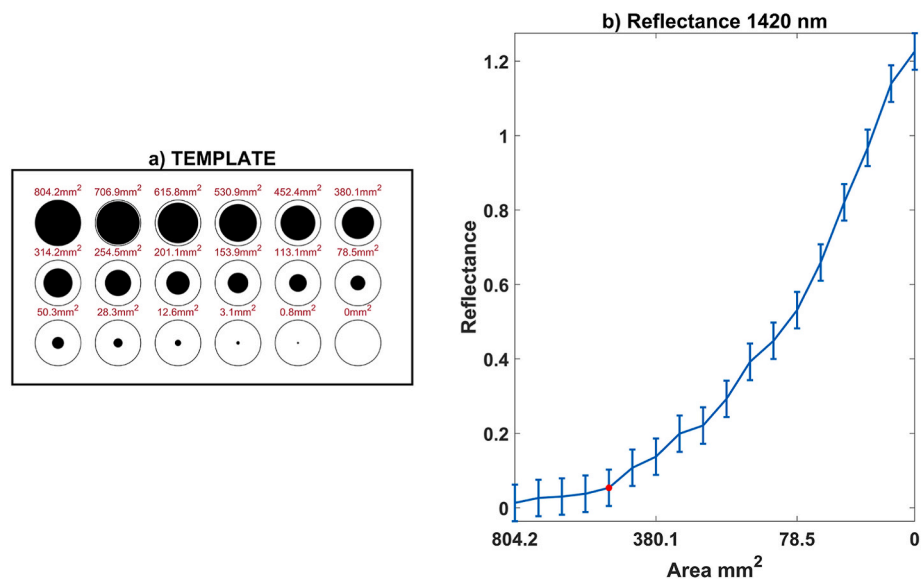 b) Reflectance 1420 nm
a) TEMPLATE
804.2mm² 706.9mm² 615.8mm² 530.9mm² 452.4mm² 380.1mm²
314.2mm² 254.5mm² 201.1mm² 153.9mm² 113.1mm² 78.5mm²
50.3mm² 28.3mm² 12.6mm² 3.1mm² 0.8mm² 0mm²
Reflectance
1.2
1
0.8
0.6
0.4
0.2
0
804.2 380.1 78.5 0
Area mm²